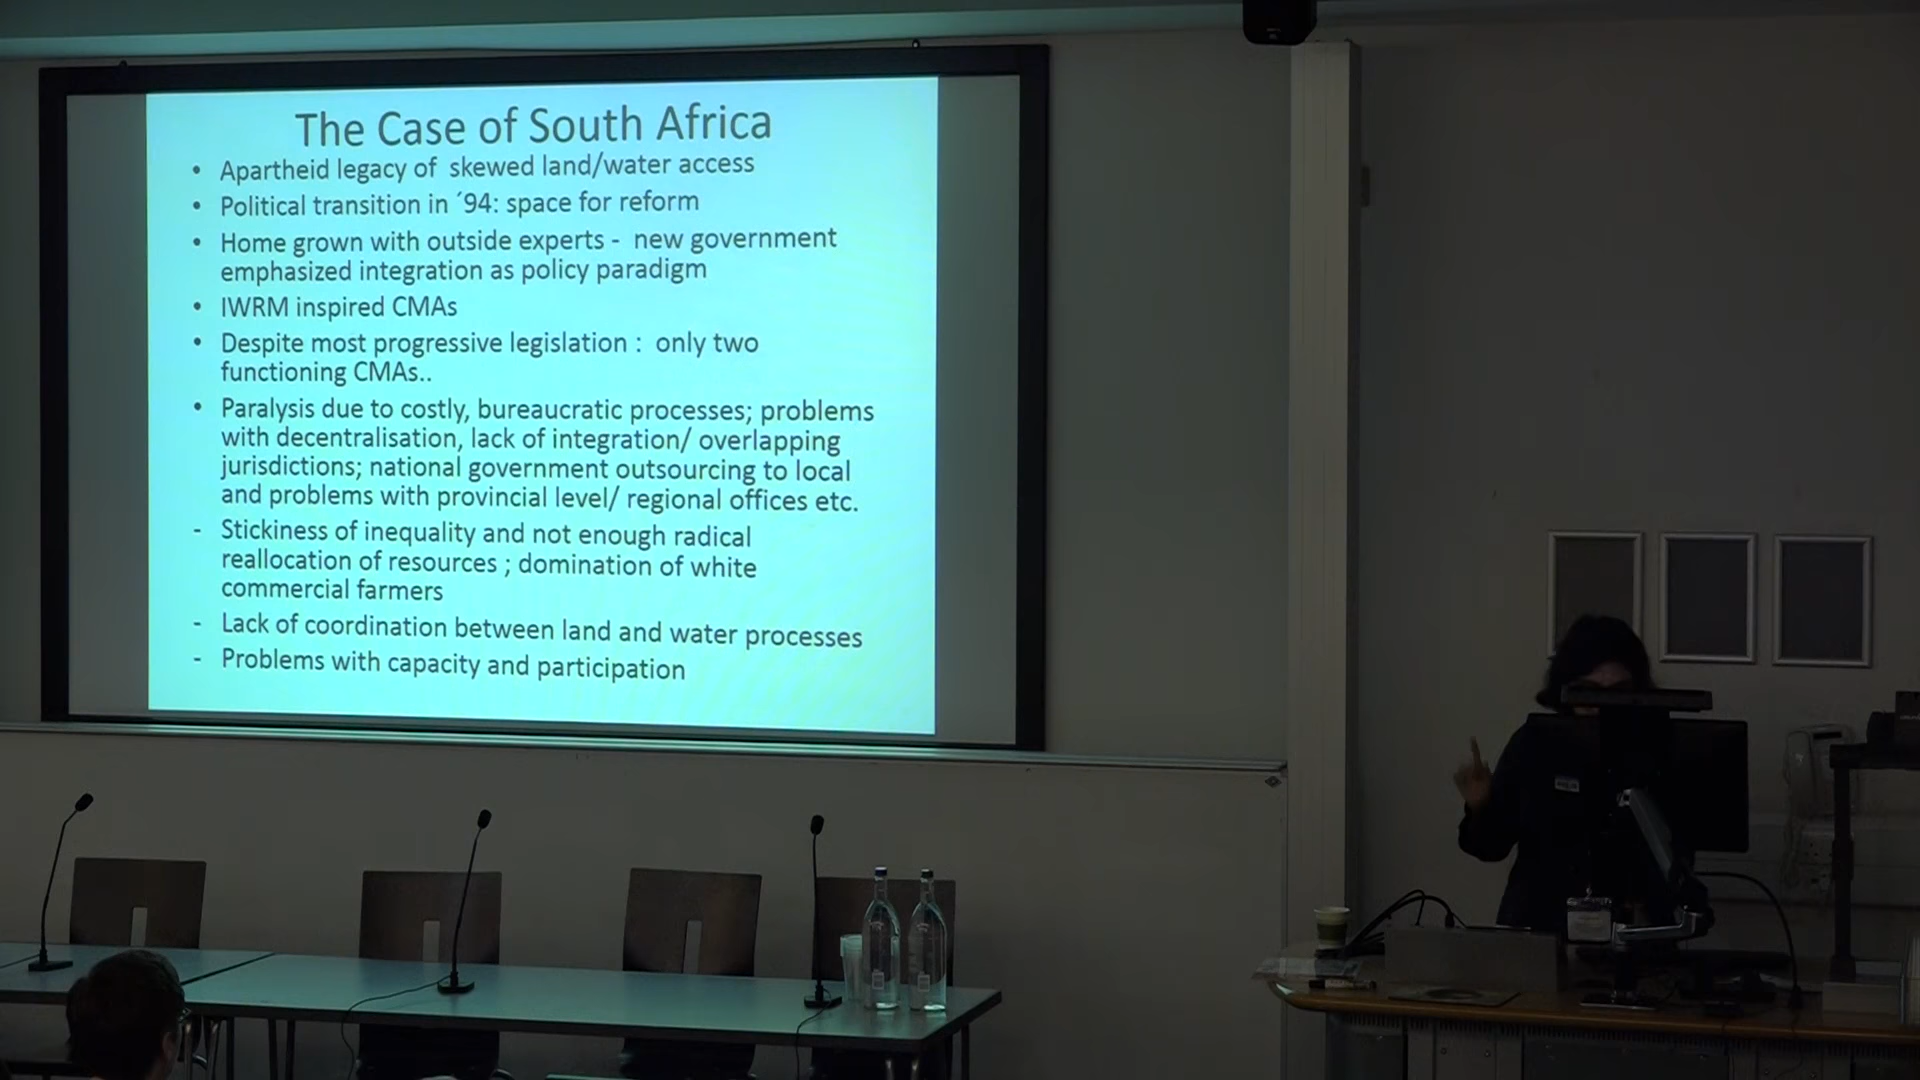 The Case of South Africa
• Apartheid legacy of skewed land/water access
• Political transition in ´94: space for reform
• Home grown with outside experts - new government
emphasized integration as policy paradigm
• IWRM inspired CMAs
• Despite most progressive legislation : only two
functioning CMAs..
• Paralysis due to costly, bureaucratic processes; problems
with decentralisation, lack of integration/ overlapping
jurisdictions; national government outsourcing to local
and problems with provincial level/ regional offices etc.
- Stickiness of inequality and not enough radical
reallocation of resources ; domination of white
commercial farmers
- Lack of coordination between land and water processes
- Problems with capacity and participation